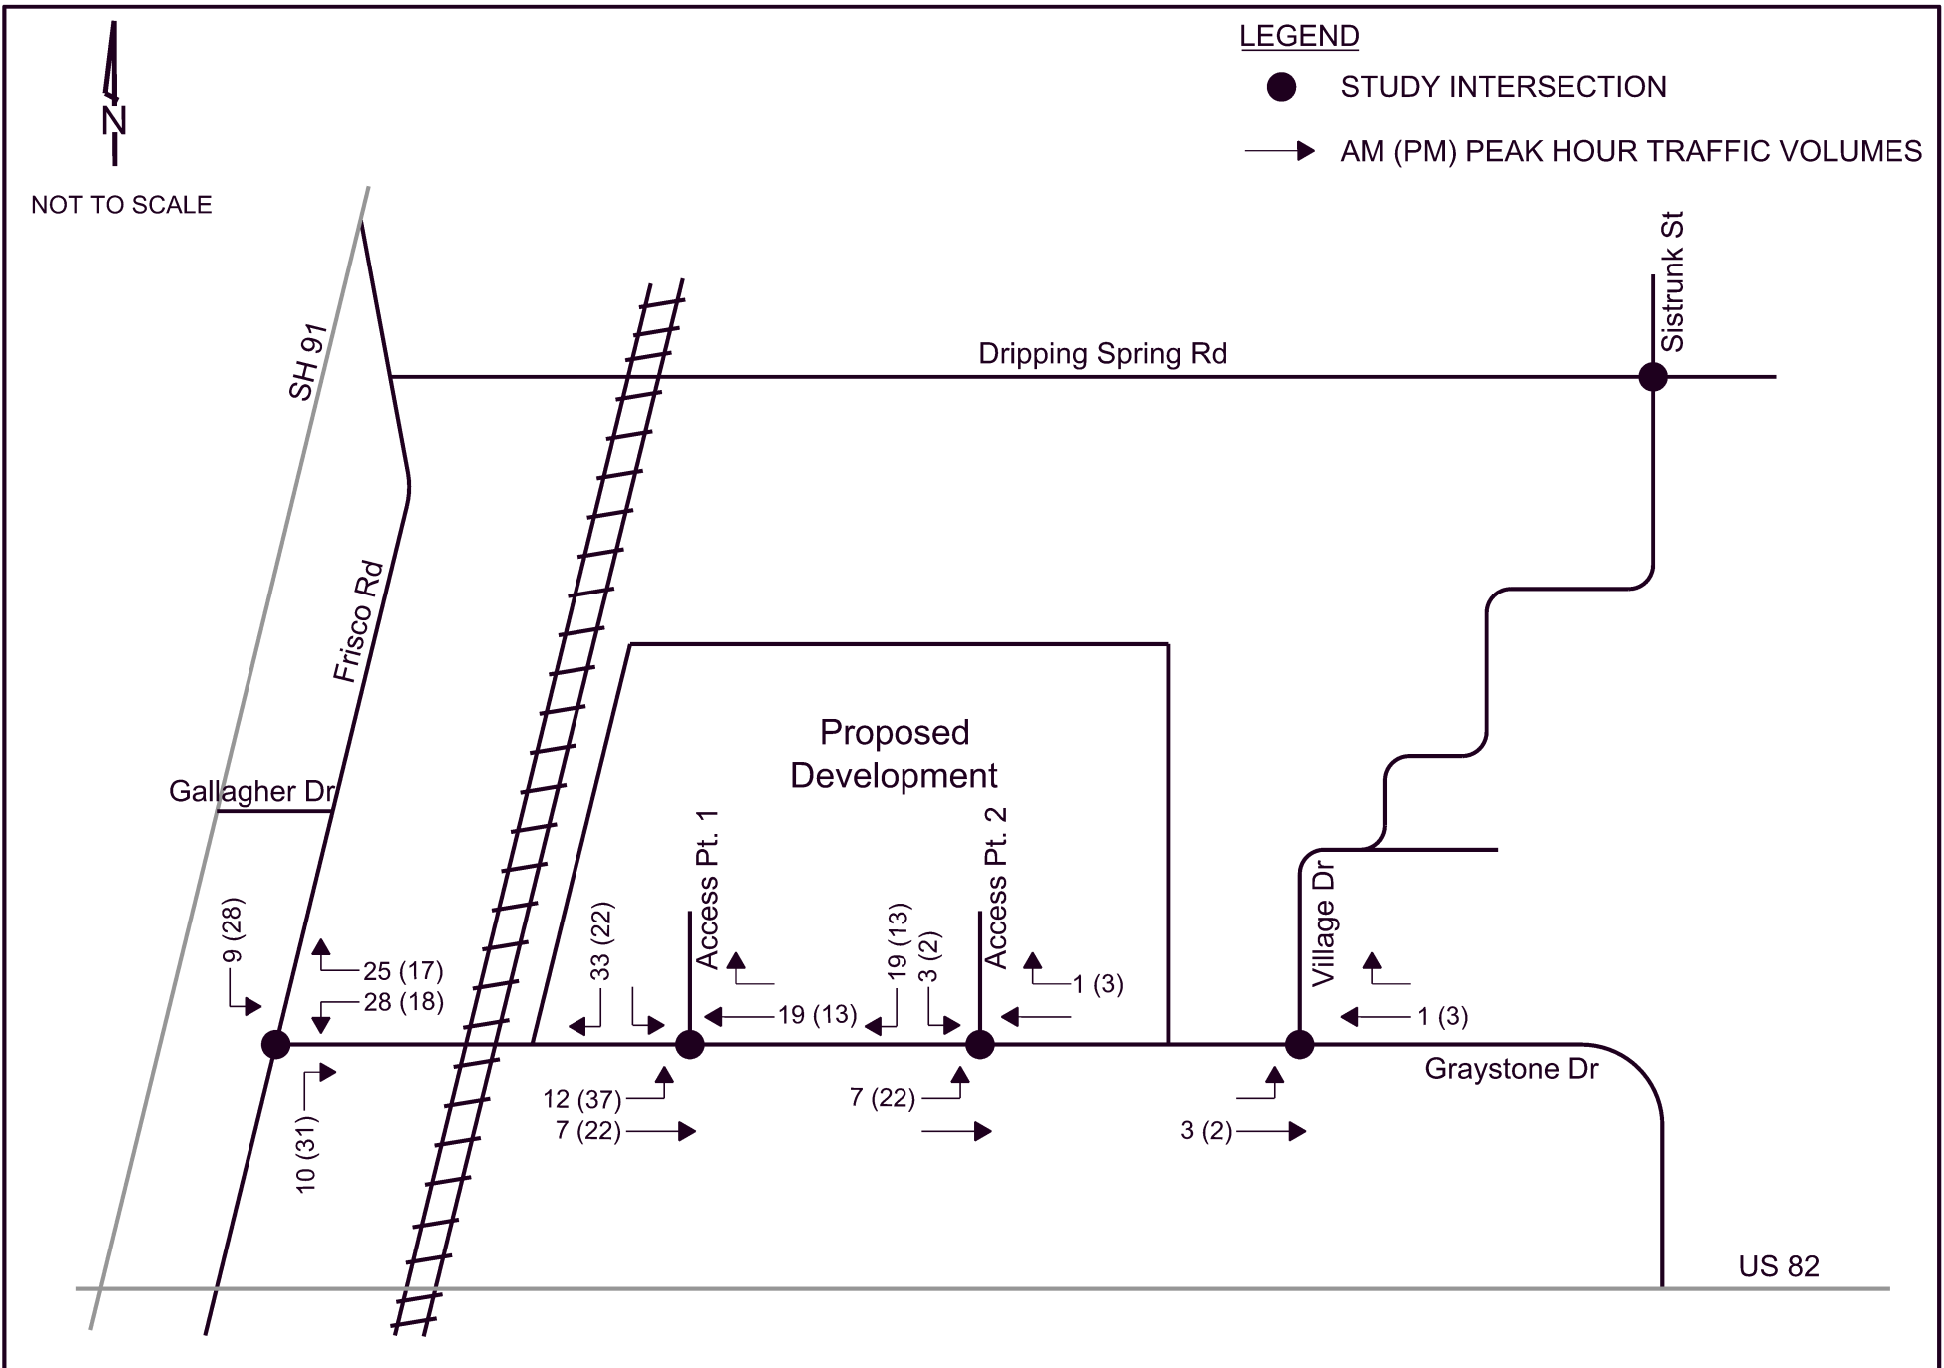 LEGEND
STUDY INTERSECTION
AM (PM) PEAK HOUR TRAFFIC VOLUMES
N
NOT TO SCALE
SH 91
Sistrunk St
Dripping Spring Rd
Frisco Rd
Proposed
Development
Gallagher Dr
Access Pt. 1
Access Pt. 2
Village Dr
9 (28)
25 (17)
28 (18)
33 (22)
19 (13)
19 (13)
3 (2)
1 (3)
1 (3)
Graystone Dr
10 (31)
12 (37)
7 (22)
7 (22)
3 (2)
US 82